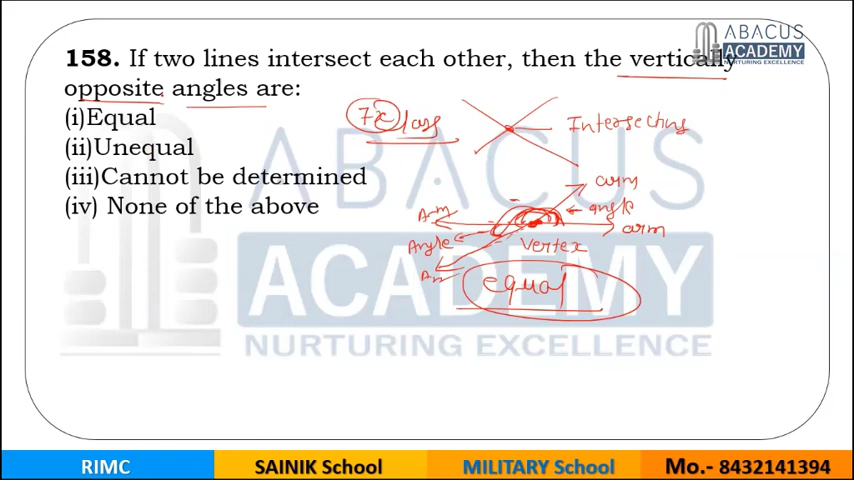 ABACUS
ACADEMY
NURTURING EXCELLENCE
158. If two lines intersect each other, then the vertically
opposite angles are:
(i)Equal
(ii)Unequal
(iii)Cannot be determined
(iv) None of the above
Intersecting
arm
angle
arm
Arm
Angle
vertex
equal
ABACUS
ACADEMY
NURTURING EXCELLENCE
RIMC
SAINIK School
MILITARY School
Mo.- 8432141394